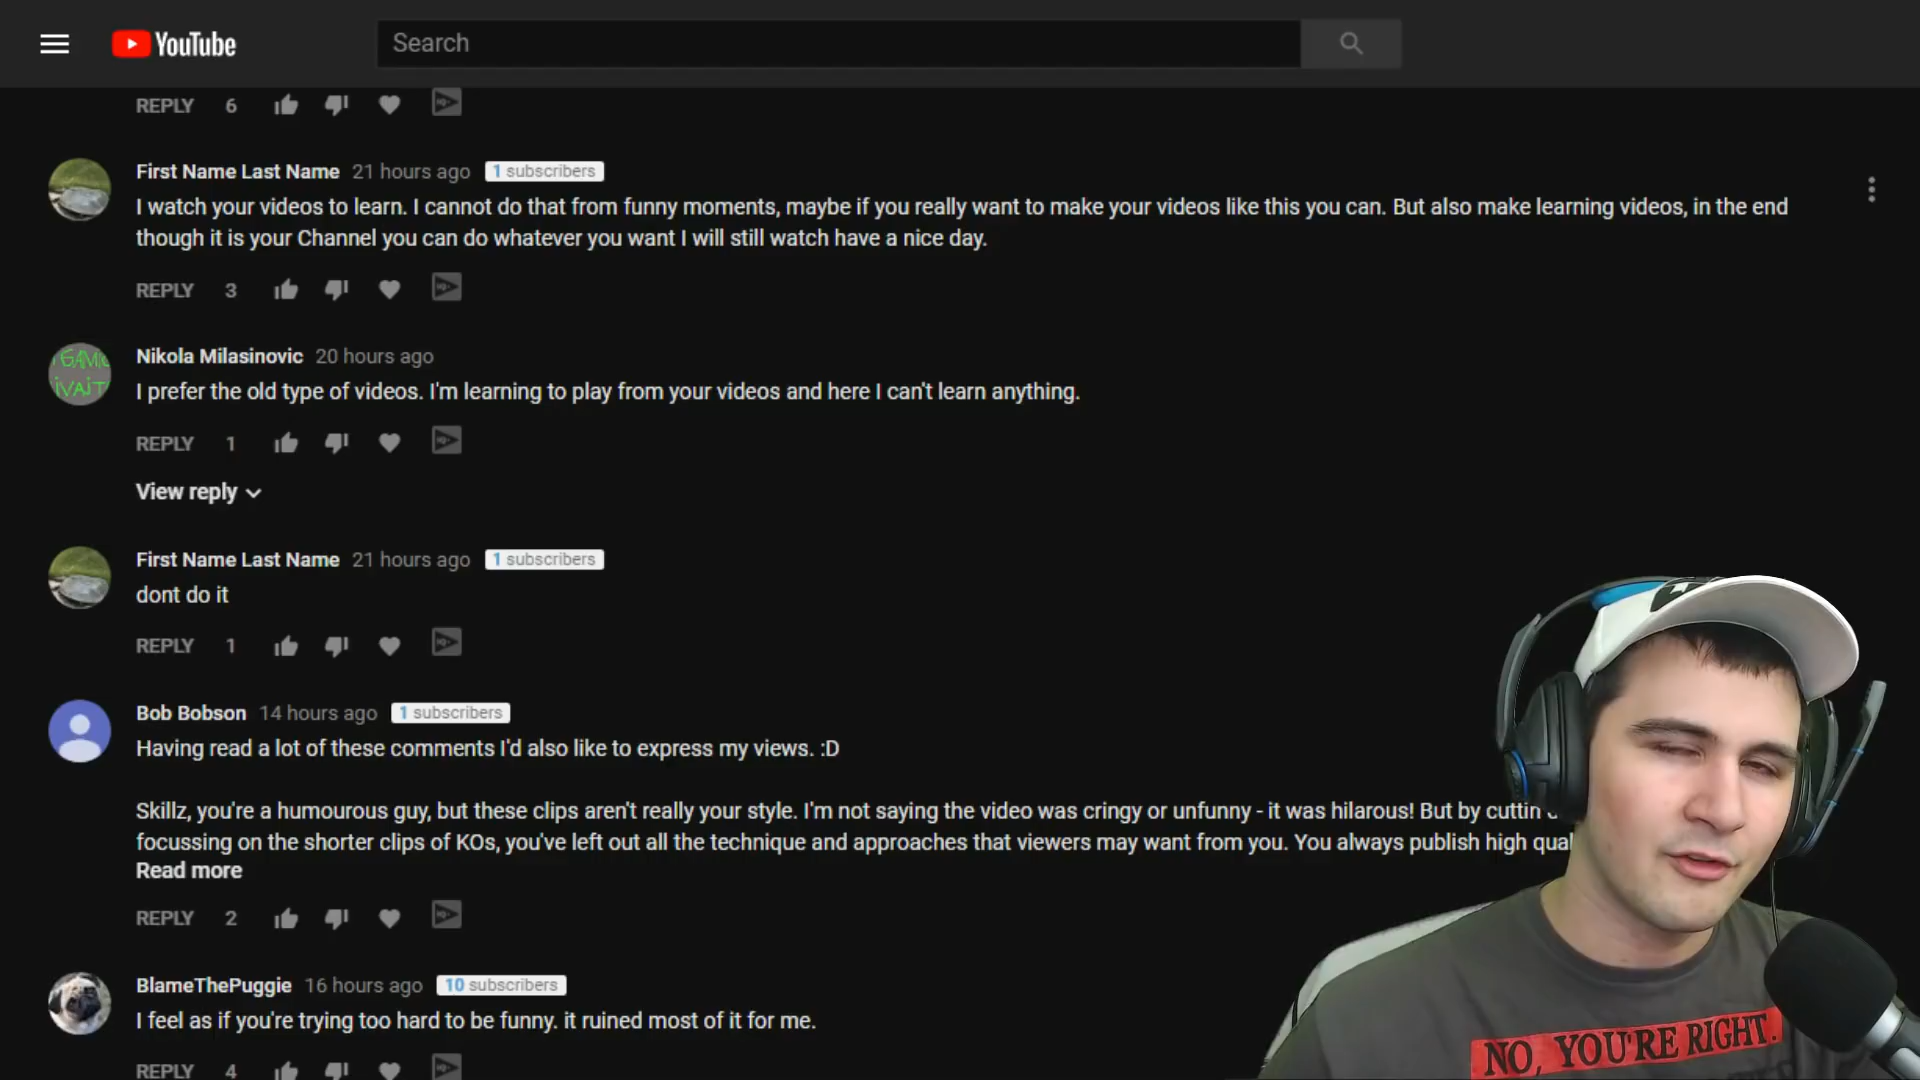 YouTube
Search
REPLY 6
First Name Last Name 21 hours ago 1 subscribers
I watch your videos to learn. I cannot do that from funny moments, maybe if you really want to make your videos like this you can. But also make learning videos, in the end
though it is your Channel you can do whatever you want I will still watch have a nice day.
REPLY 3
Nikola Milasinovic 20 hours ago
I prefer the old type of videos. I'm learning to play from your videos and here I can't learn anything.
REPLY 1
View reply
First Name Last Name 21 hours ago 1 subscribers
dont do it
REPLY 1
Bob Bobson 14 hours ago 1 subscribers
Having read a lot of these comments I'd also like to express my views. :D
Skillz, you're a humourous guy, but these clips aren't really your style. I'm not saying the video was cringy or unfunny - it was hilarous! But by cuttin
focussing on the shorter clips of KOs, you've left out all the technique and approaches that viewers may want from you. You always publish high qual
Read more
REPLY 2
BlameThePuggie 16 hours ago 10 subscribers
I feel as if you're trying too hard to be funny. it ruined most of it for me.
NO, YOU'RE RIGHT.
REPLY 4